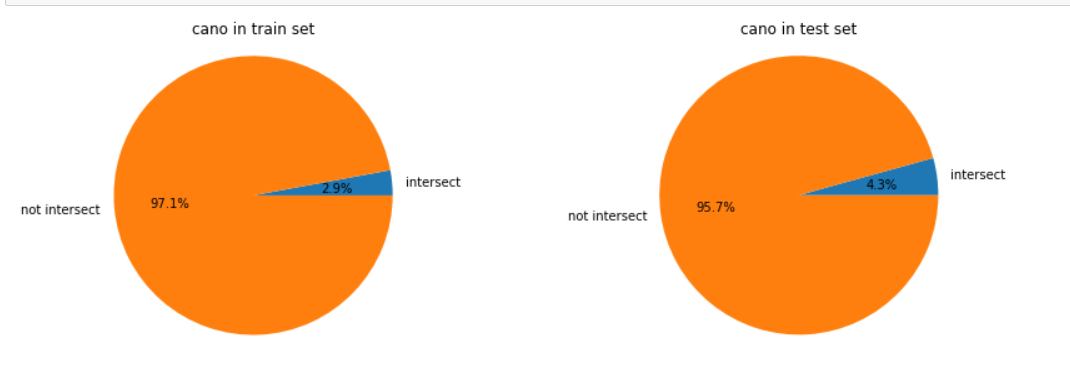 cano in train set
2.9%
intersect
97.1%
not intersect
cano in test set
4.3%
intersect
95.7%
not intersect